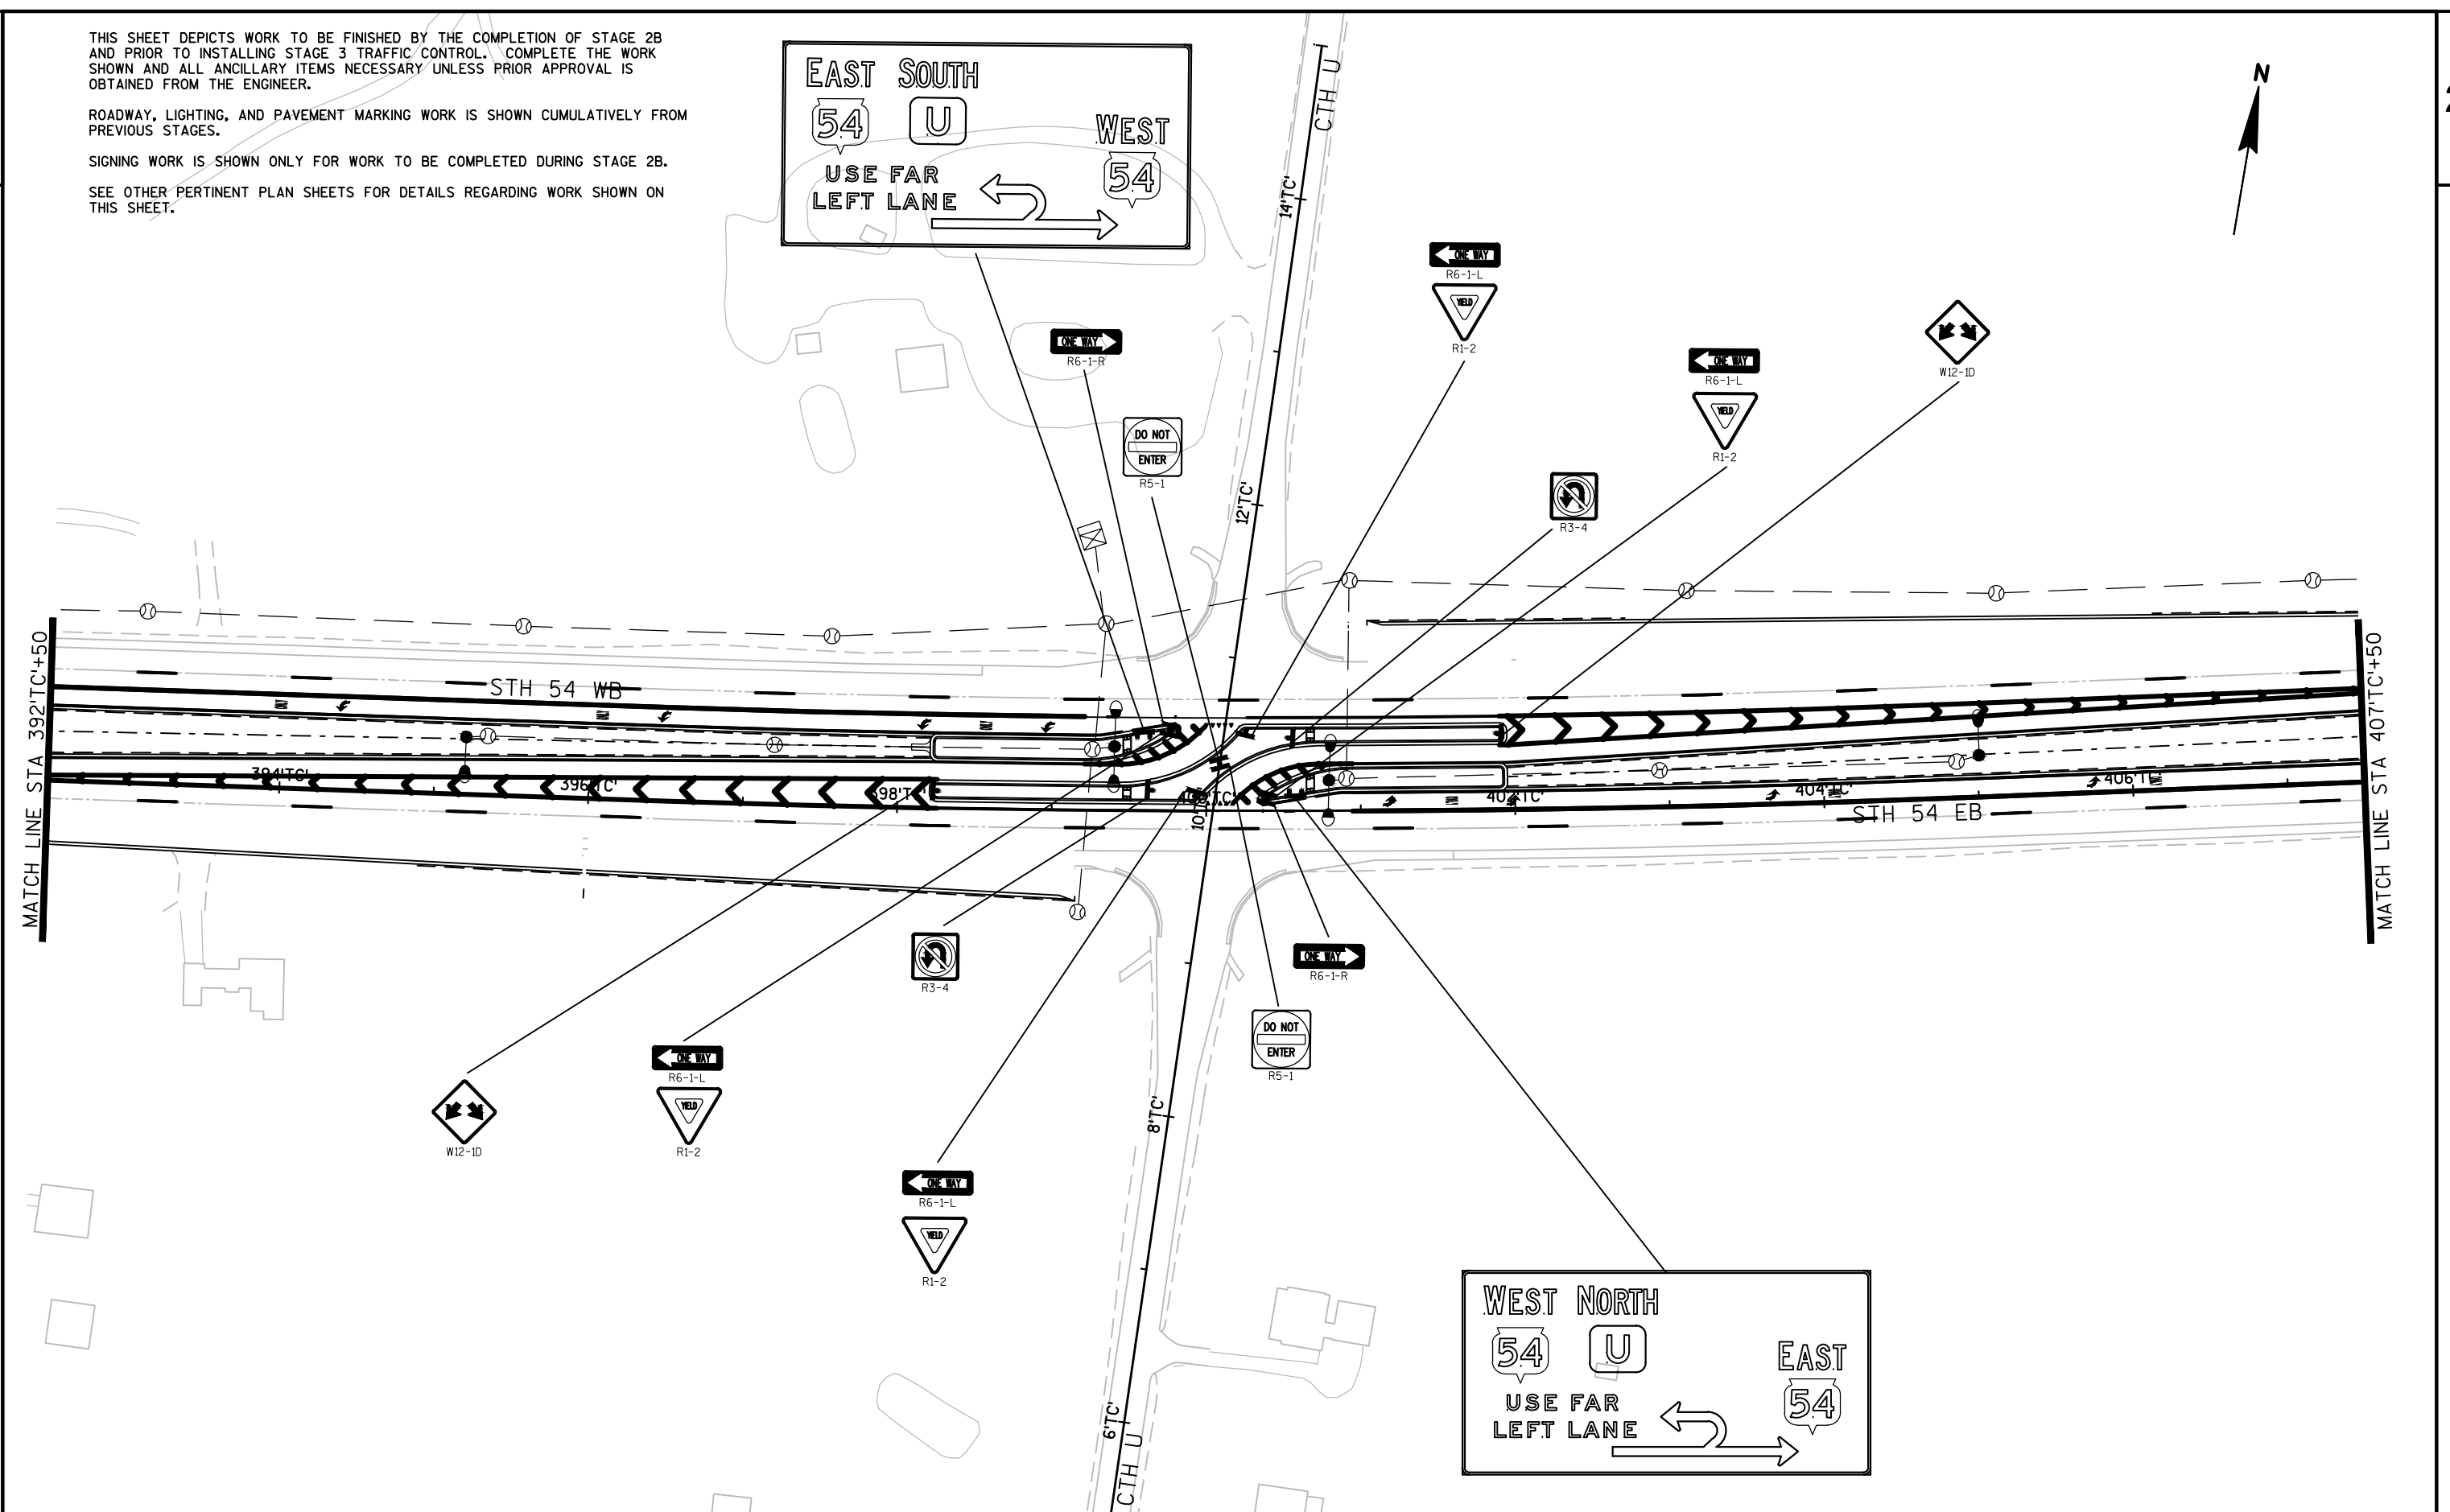 THIS SHEET DEPICTS WORK TO BE FINISHED BY THE COMPLETION OF STAGE 2B
AND PRIOR TO INSTALLING STAGE 3 TRAFFIC CONTROL. COMPLETE THE WORK
SHOWN AND ALL ANCILLARY ITEMS NECESSARY UNLESS PRIOR APPROVAL IS
OBTAINED FROM THE ENGINEER.
ROADWAY, LIGHTING, AND PAVEMENT MARKING WORK IS SHOWN CUMULATIVELY FROM
PREVIOUS STAGES.
SIGNING WORK IS SHOWN ONLY FOR WORK TO BE COMPLETED DURING STAGE 2B.
SEE OTHER PERTINENT PLAN SHEETS FOR DETAILS REGARDING WORK SHOWN ON
THIS SHEET.
EAST SOUTH
54 U
WEST
54
USE FAR
LEFT LANE
CTH U
N
14'TC'
ONE WAY
R6-1-L
YIELD
R1-2
ONE WAY
R6-1-R
ONE WAY
R6-1-L
YIELD
R1-2
W12-1D
DO NOT
ENTER
R5-1
R3-4
12'TC'
MATCH LINE STA 392'TC'+50
STH 54 WB
394'TC'
396'TC'
398'TC'
400'TC'
402'TC'
404'TC'
406'TC'
10'TC'
STH 54 EB
MATCH LINE STA 407'TC'+50
R3-4
ONE WAY
R6-1-R
DO NOT
ENTER
R5-1
ONE WAY
R6-1-L
YIELD
R1-2
W12-1D
8'TC'
ONE WAY
R6-1-L
YIELD
R1-2
WEST NORTH
54 U
EAST
54
USE FAR
LEFT LANE
6'TC'
CTH U